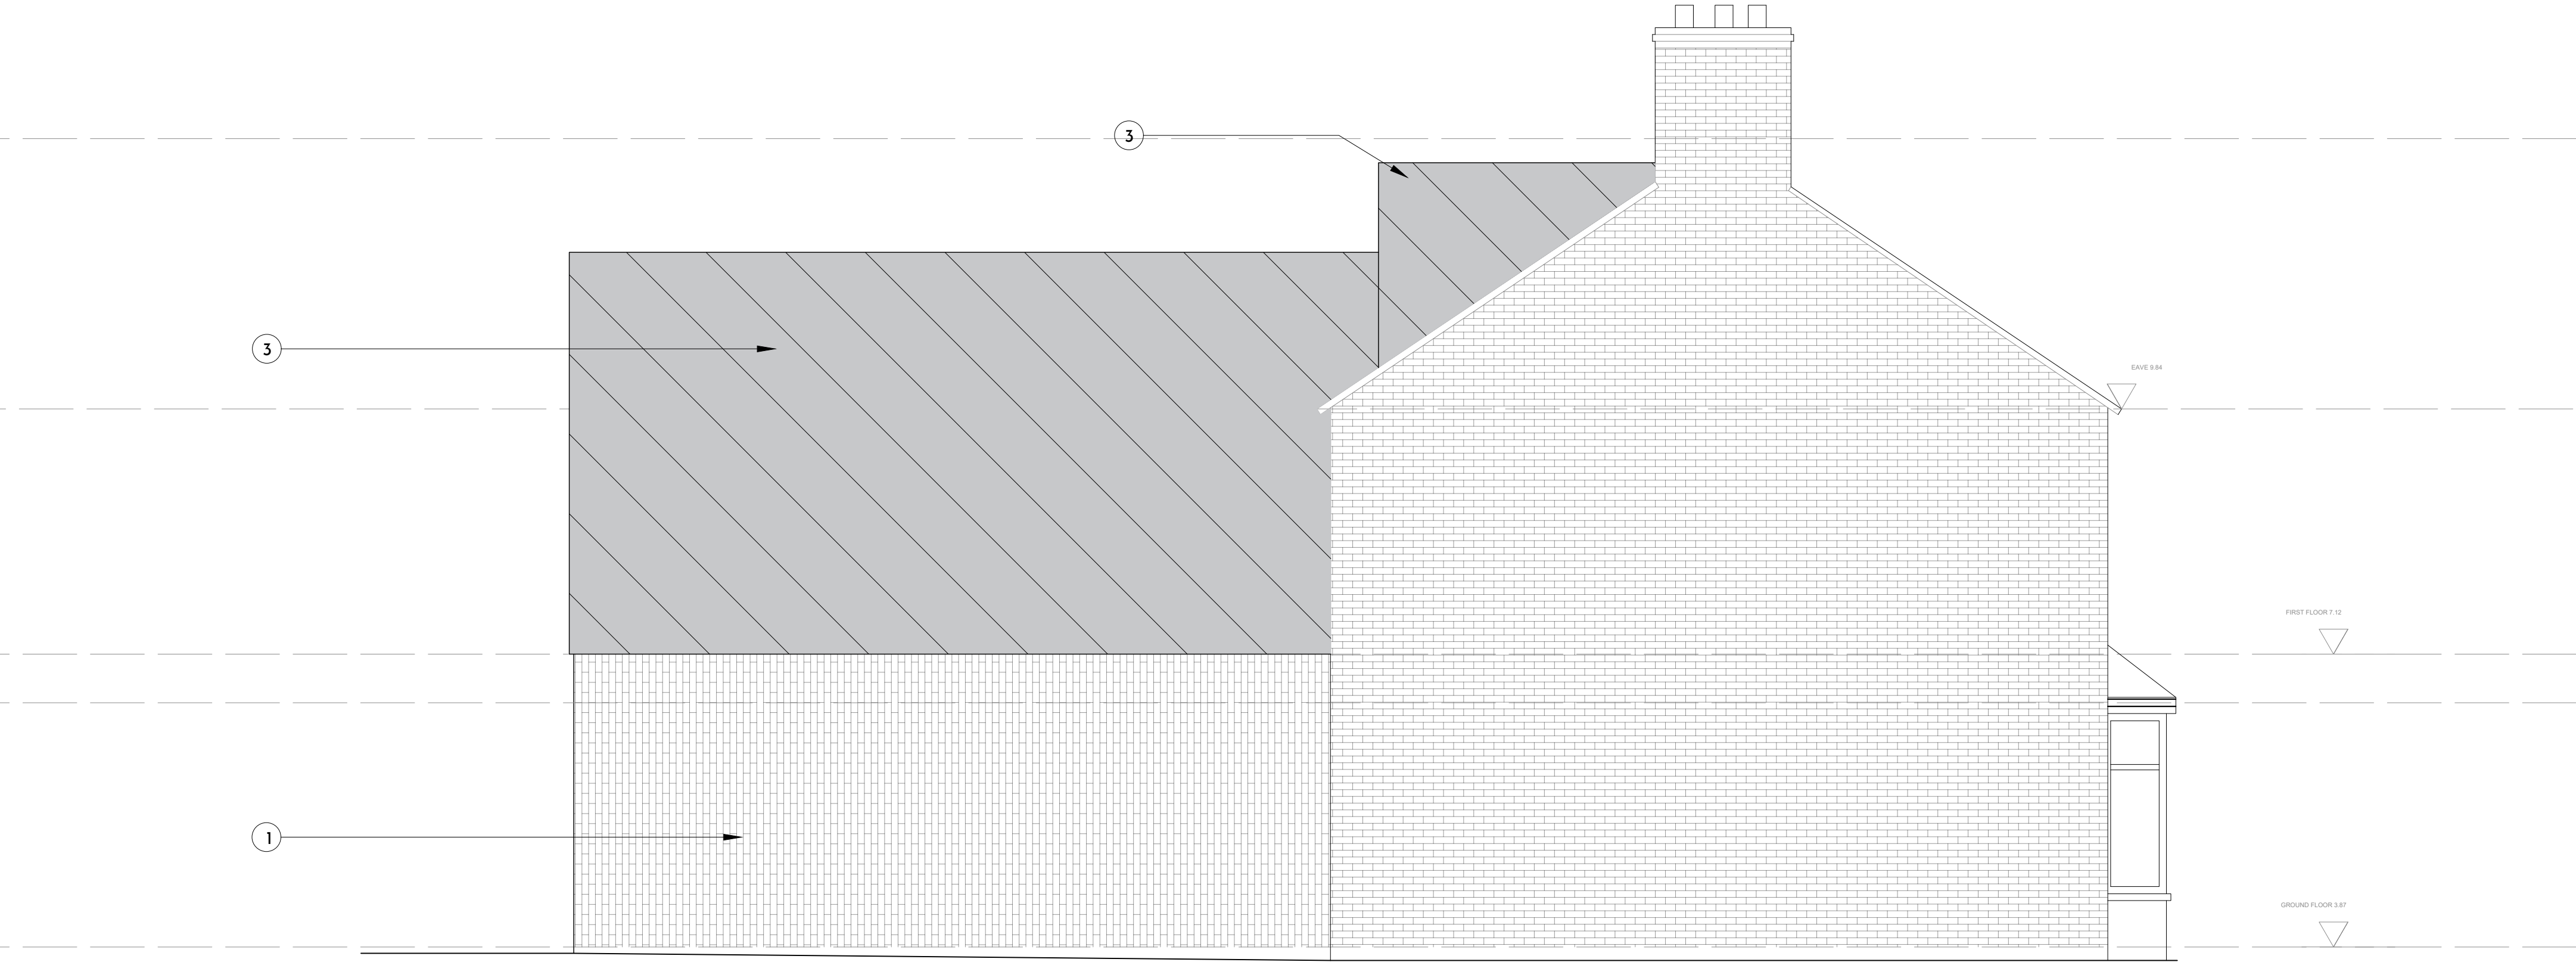 3
3
EAVE 9.84
FIRST FLOOR 7.12
1
GROUND FLOOR 3.87